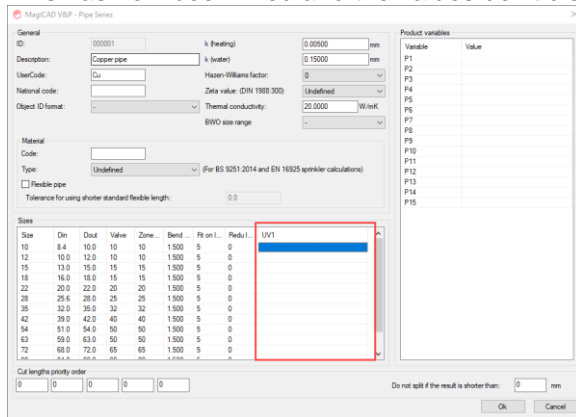 MagiCAD V&P - Pipe Series
General
ID: 000001
Description: Copper pipe
UserCode: Cu
National code:
Object ID format: -
k (heating) 0.00500 mm
k (water) 0.15000 mm
Hazen-Williams factor: 0
Zeta value: (DIN 1988.300) Undefined
Thermal conductivity: 20.0000 W/mK
BWO size range -
Material
Code:
Type: Undefined (For BS 9251:2014 and EN 16925 sprinkler calculations)
Flexible pipe
Tolerance for using shorter standard flexible length: 0.0
Product variables
Variable Value
P1
P2
P3
P4
P5
P6
P7
P8
P9
P10
P11
P12
P13
P14
P15
Sizes
Size Din Dout Valve Zone... Bend ... Fit on l... Redu l... UV1
10 8.4 10.0 10 10 1.500 5 0
12 10.0 12.0 10 10 1.500 5 0
15 13.0 15.0 15 15 1.500 5 0
18 16.0 18.0 15 15 1.500 5 0
22 20.0 22.0 20 20 1.500 5 0
28 25.6 28.0 25 25 1.500 5 0
35 32.0 35.0 32 32 1.500 5 0
42 39.0 42.0 40 40 1.500 5 0
54 51.0 54.0 50 50 1.500 5 0
63 59.0 63.0 50 50 1.500 5 0
72 68.0 72.0 65 65 1.500 5 0
Cut lengths priority order
0 0 0 0 0
Do not split if the result is shorter than: 0 mm
Ok Cancel